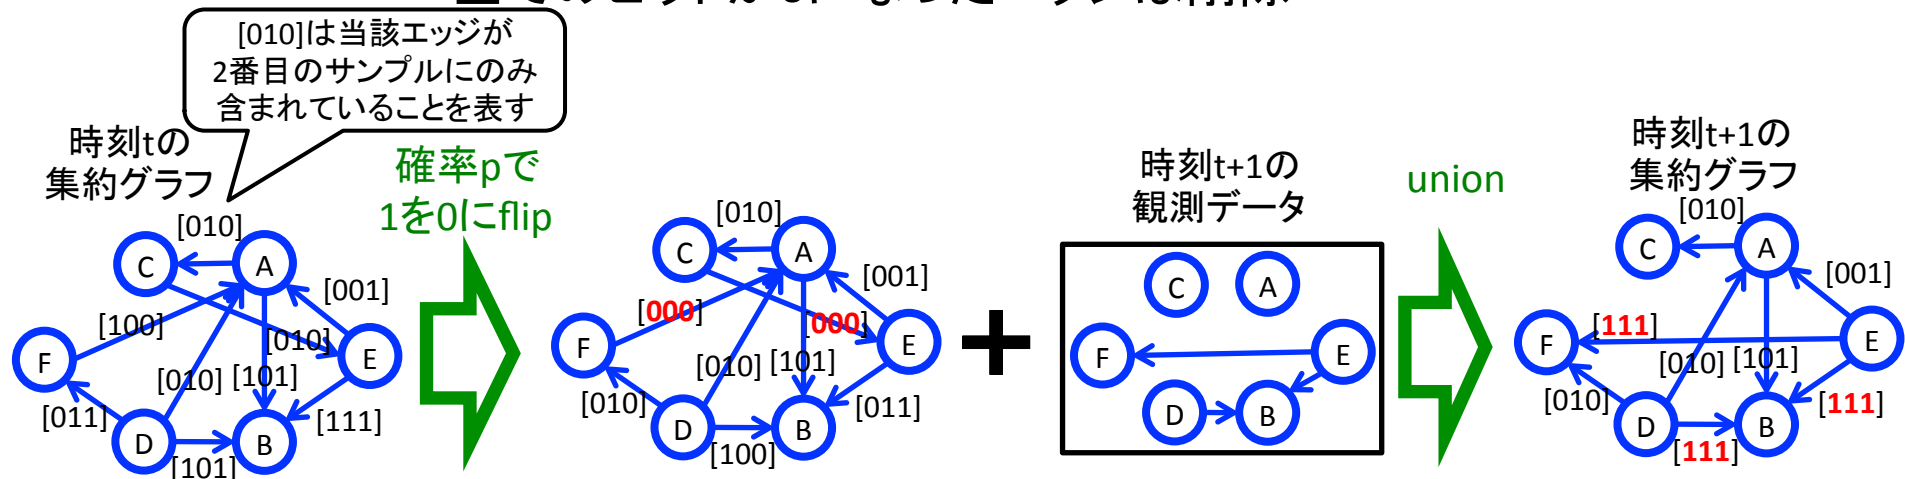 [010]は当該エッジが
2番目のサンプルにのみ
含まれていることを表す
時刻tの
集約グラフ
確率pで
1を0にflip
時刻t+1の
観測データ
union
時刻t+1の
集約グラフ
[010]
C
A
[001]
[100]
[010]
F
E
[010]
[101]
[011]
[111]
D
B
[101]
[010]
C
A
[001]
[000]
[000]
F
E
[010]
[101]
[010]
[011]
D
B
[100]
+
C
A
F
E
D
B
[010]
C
A
[001]
[111]
F
E
[010]
[101]
[010]
[111]
D
B
[111]